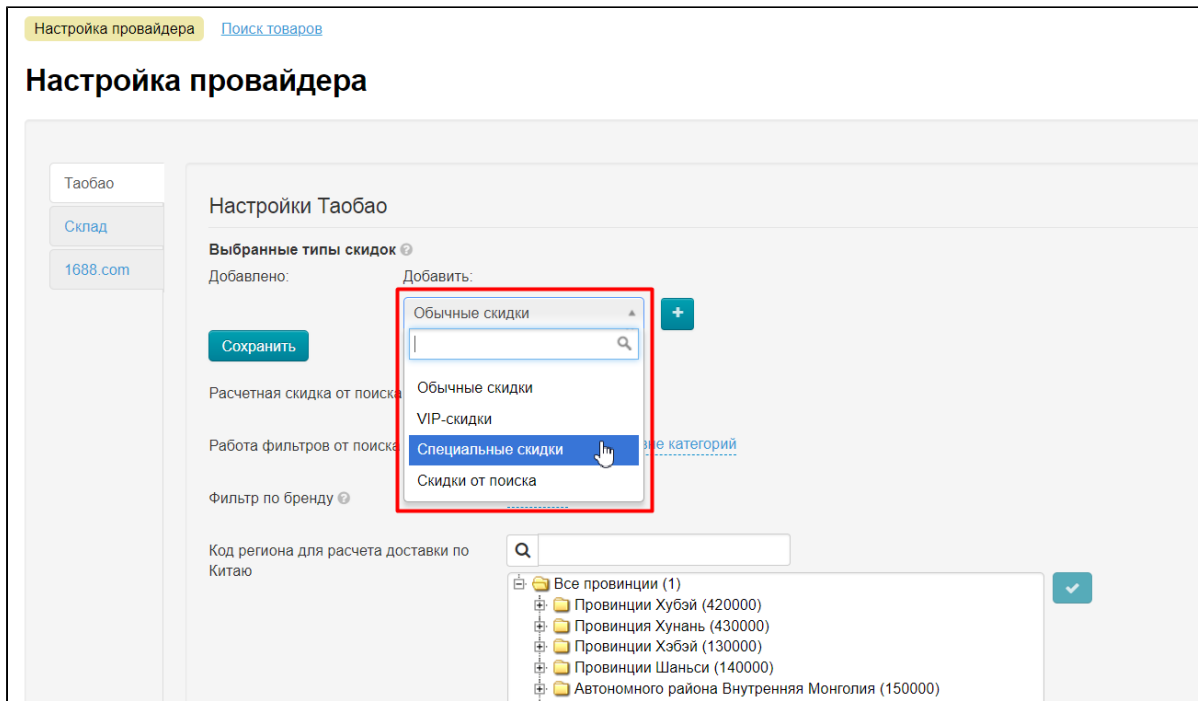 Настройка провайдера Поиск товаров
Настройка провайдера
Таобао
Склад
1688.com
Настройки Таобао
Выбранные типы скидок
Добавлено: Добавить:
Обычные скидки
+
Сохранить
Обычные скидки
VIP-скидки
Специальные скидки
Скидки от поиска
Расчетная скидка от поиска
Работа фильтров от поиска категорий
Фильтр по бренду
Код региона для расчета доставки по
Китаю
Все провинции (1)
Провинции Хубэй (420000)
Провинция Хунань (430000)
Провинции Хэбэй (130000)
Провинции Шаньси (140000)
Автономного района Внутренняя Монголия (150000)